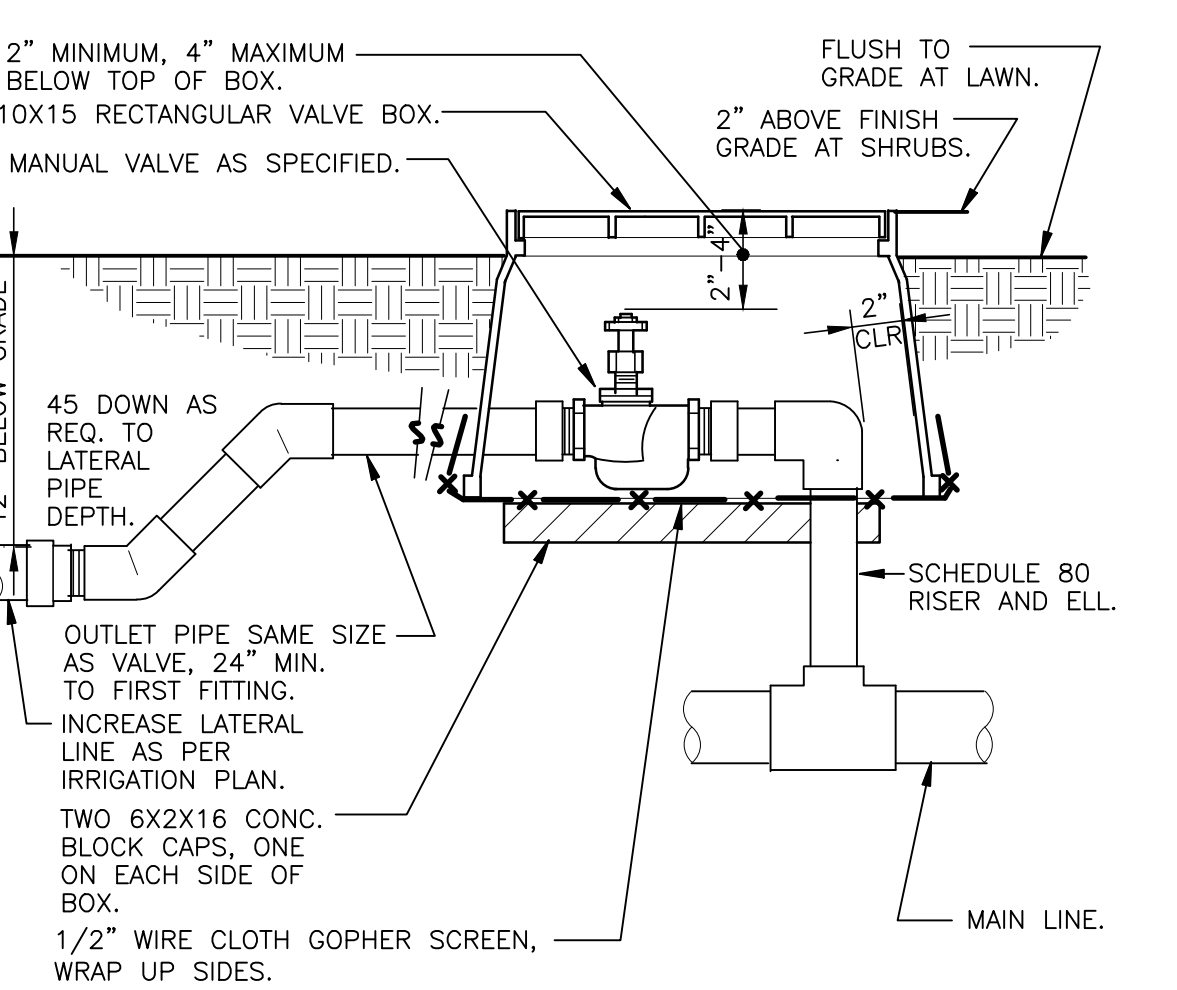 2” MINIMUM, 4” MAXIMUM
BELOW TOP OF BOX.
10X15 RECTANGULAR VALVE BOX.
MANUAL VALVE AS SPECIFIED.
FLUSH TO
GRADE AT LAWN.
2” ABOVE FINISH
GRADE AT SHRUBS.
2”–4”
2”
CLR
BELOW GRADE
45 DOWN AS
REQ. TO
LATERAL
PIPE
DEPTH.
SCHEDULE 80
RISER AND ELL.
OUTLET PIPE SAME SIZE
AS VALVE, 24” MIN.
TO FIRST FITTING.
INCREASE LATERAL
LINE AS PER
IRRIGATION PLAN.
TWO 6X2X16 CONC.
BLOCK CAPS, ONE
ON EACH SIDE OF
BOX.
MAIN LINE.
1/2” WIRE CLOTH GOPHER SCREEN,
WRAP UP SIDES.